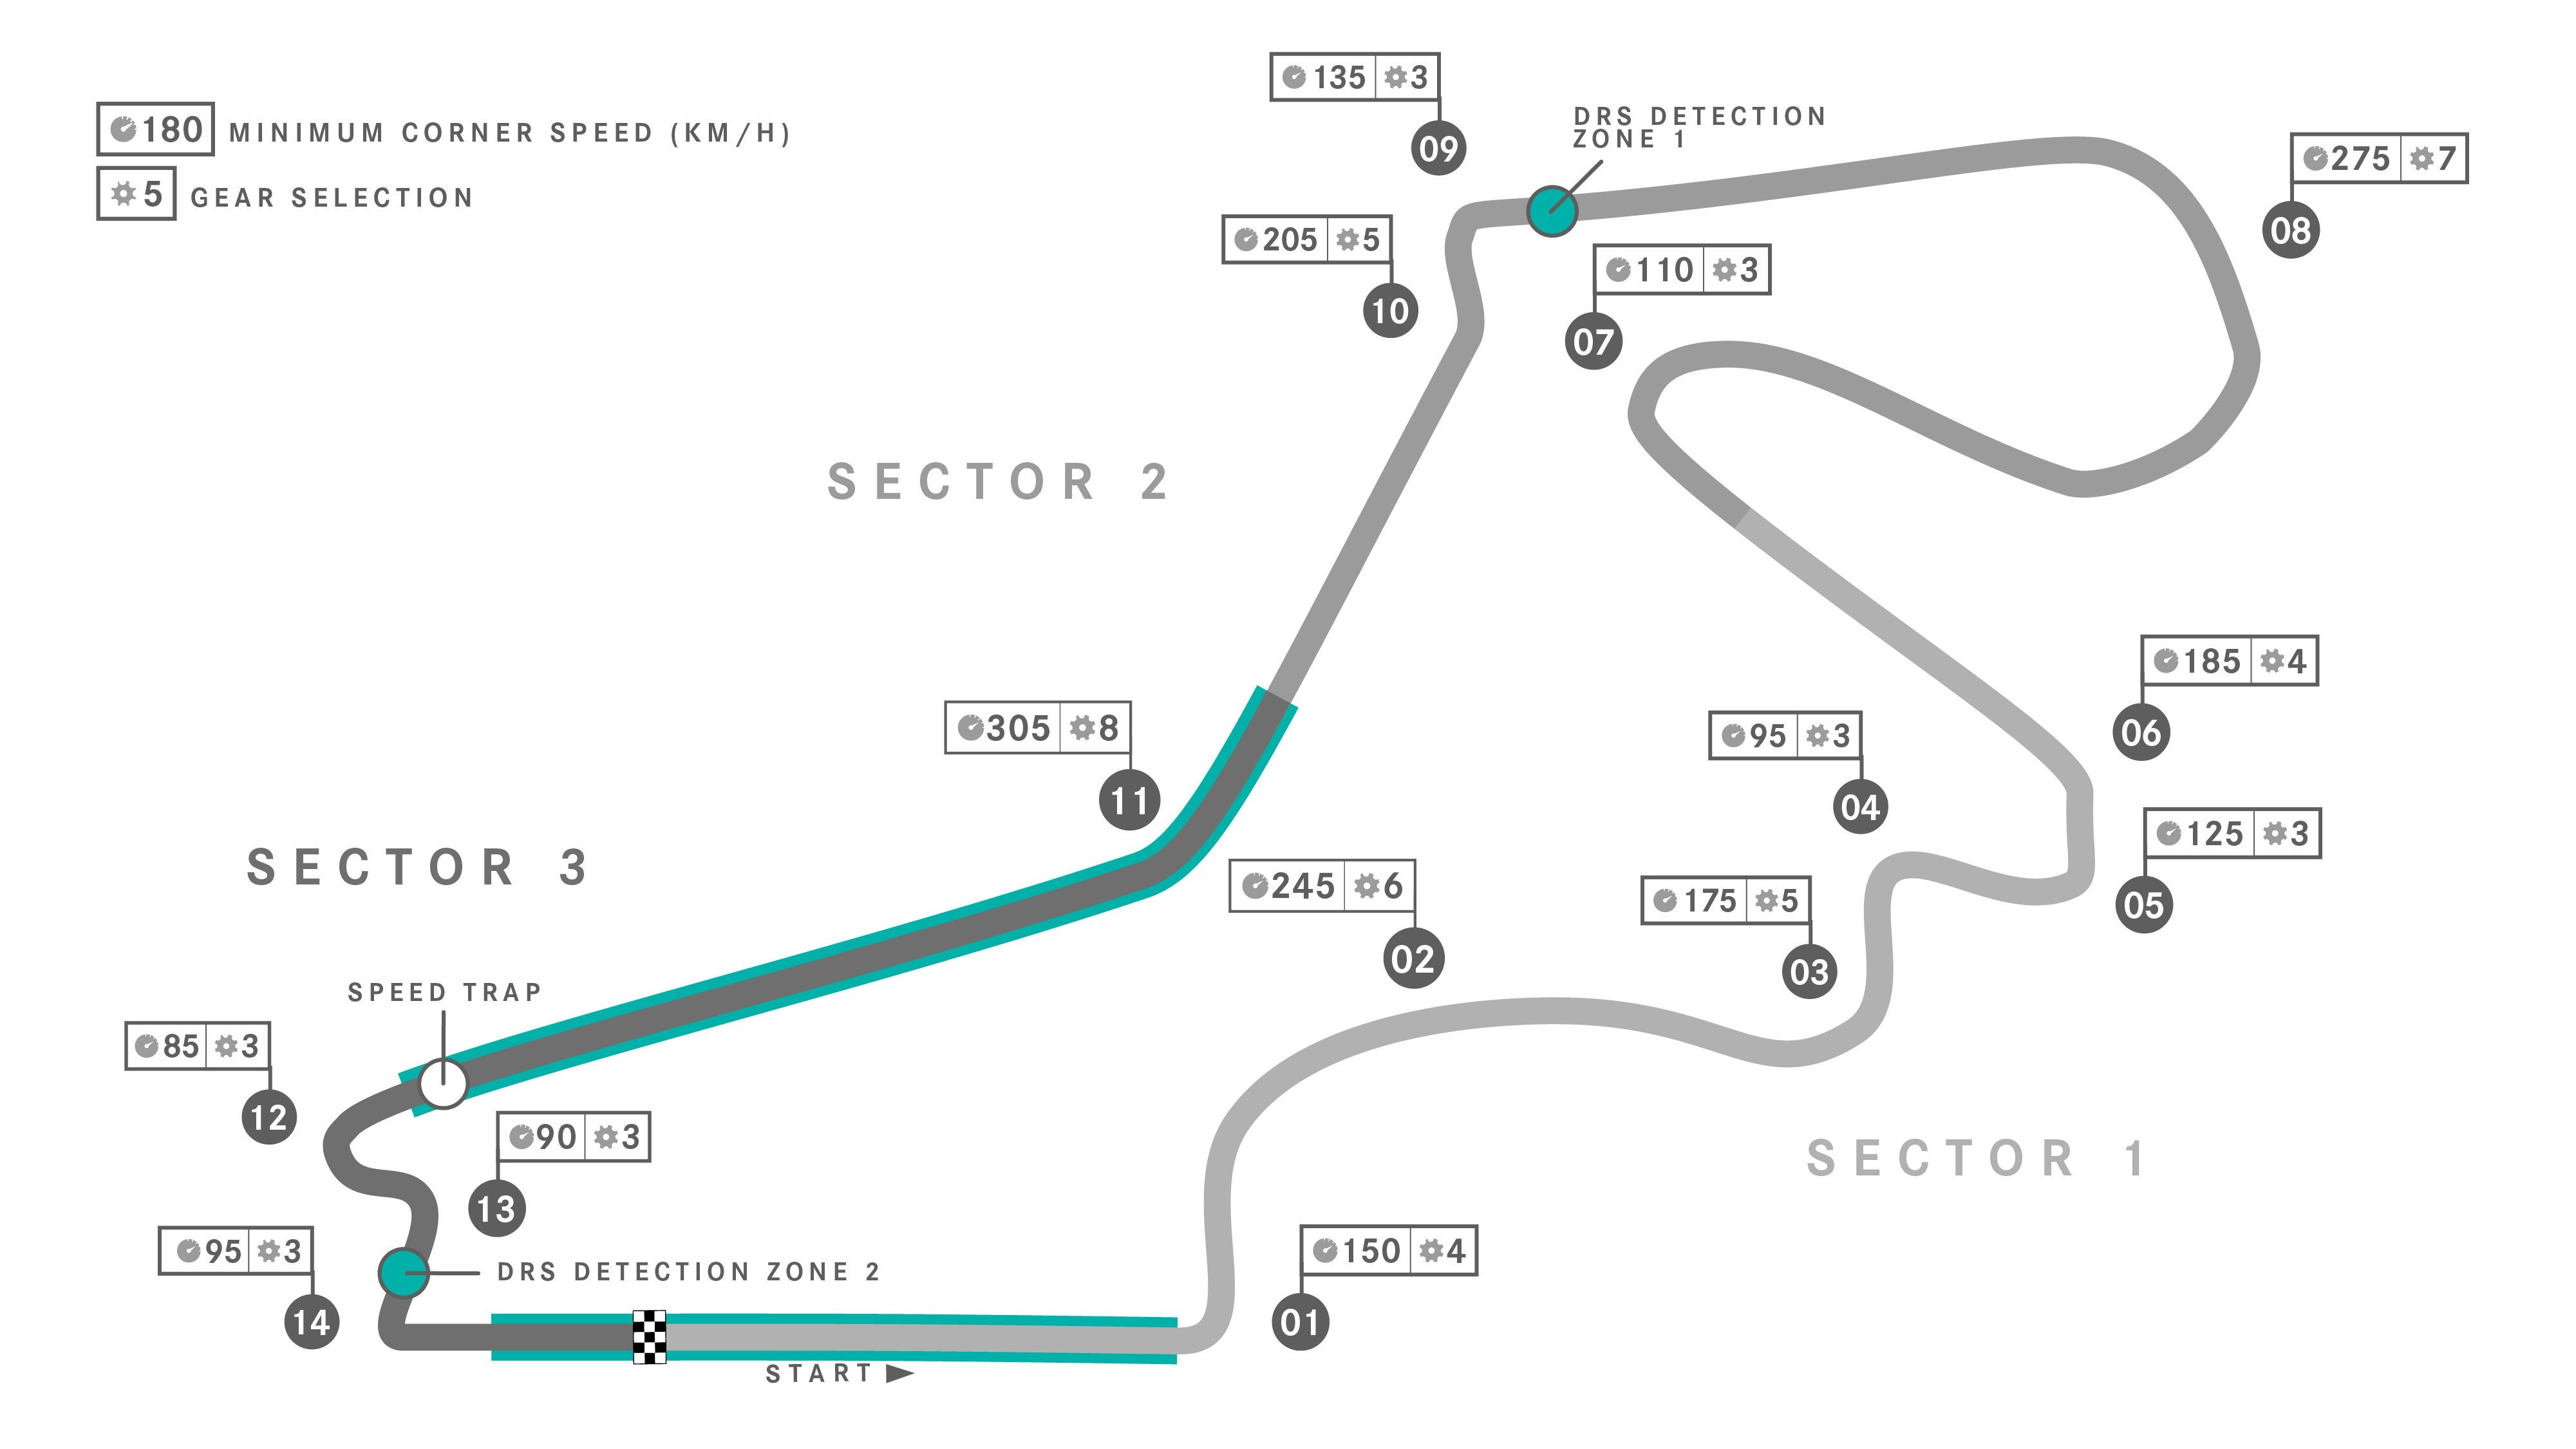 180 MINIMUM CORNER SPEED (KM/H)
5 GEAR SELECTION
135 3
09
DRS DETECTION
ZONE 1
275 7
08
205 5
10
110 3
07
SECTOR 2
185 4
06
305 8
11
95 3
04
125 3
05
SECTOR 3
245 6
02
175 5
03
SPEED TRAP
85 3
12
90 3
13
SECTOR 1
95 3
14
DRS DETECTION ZONE 2
150 4
01
START